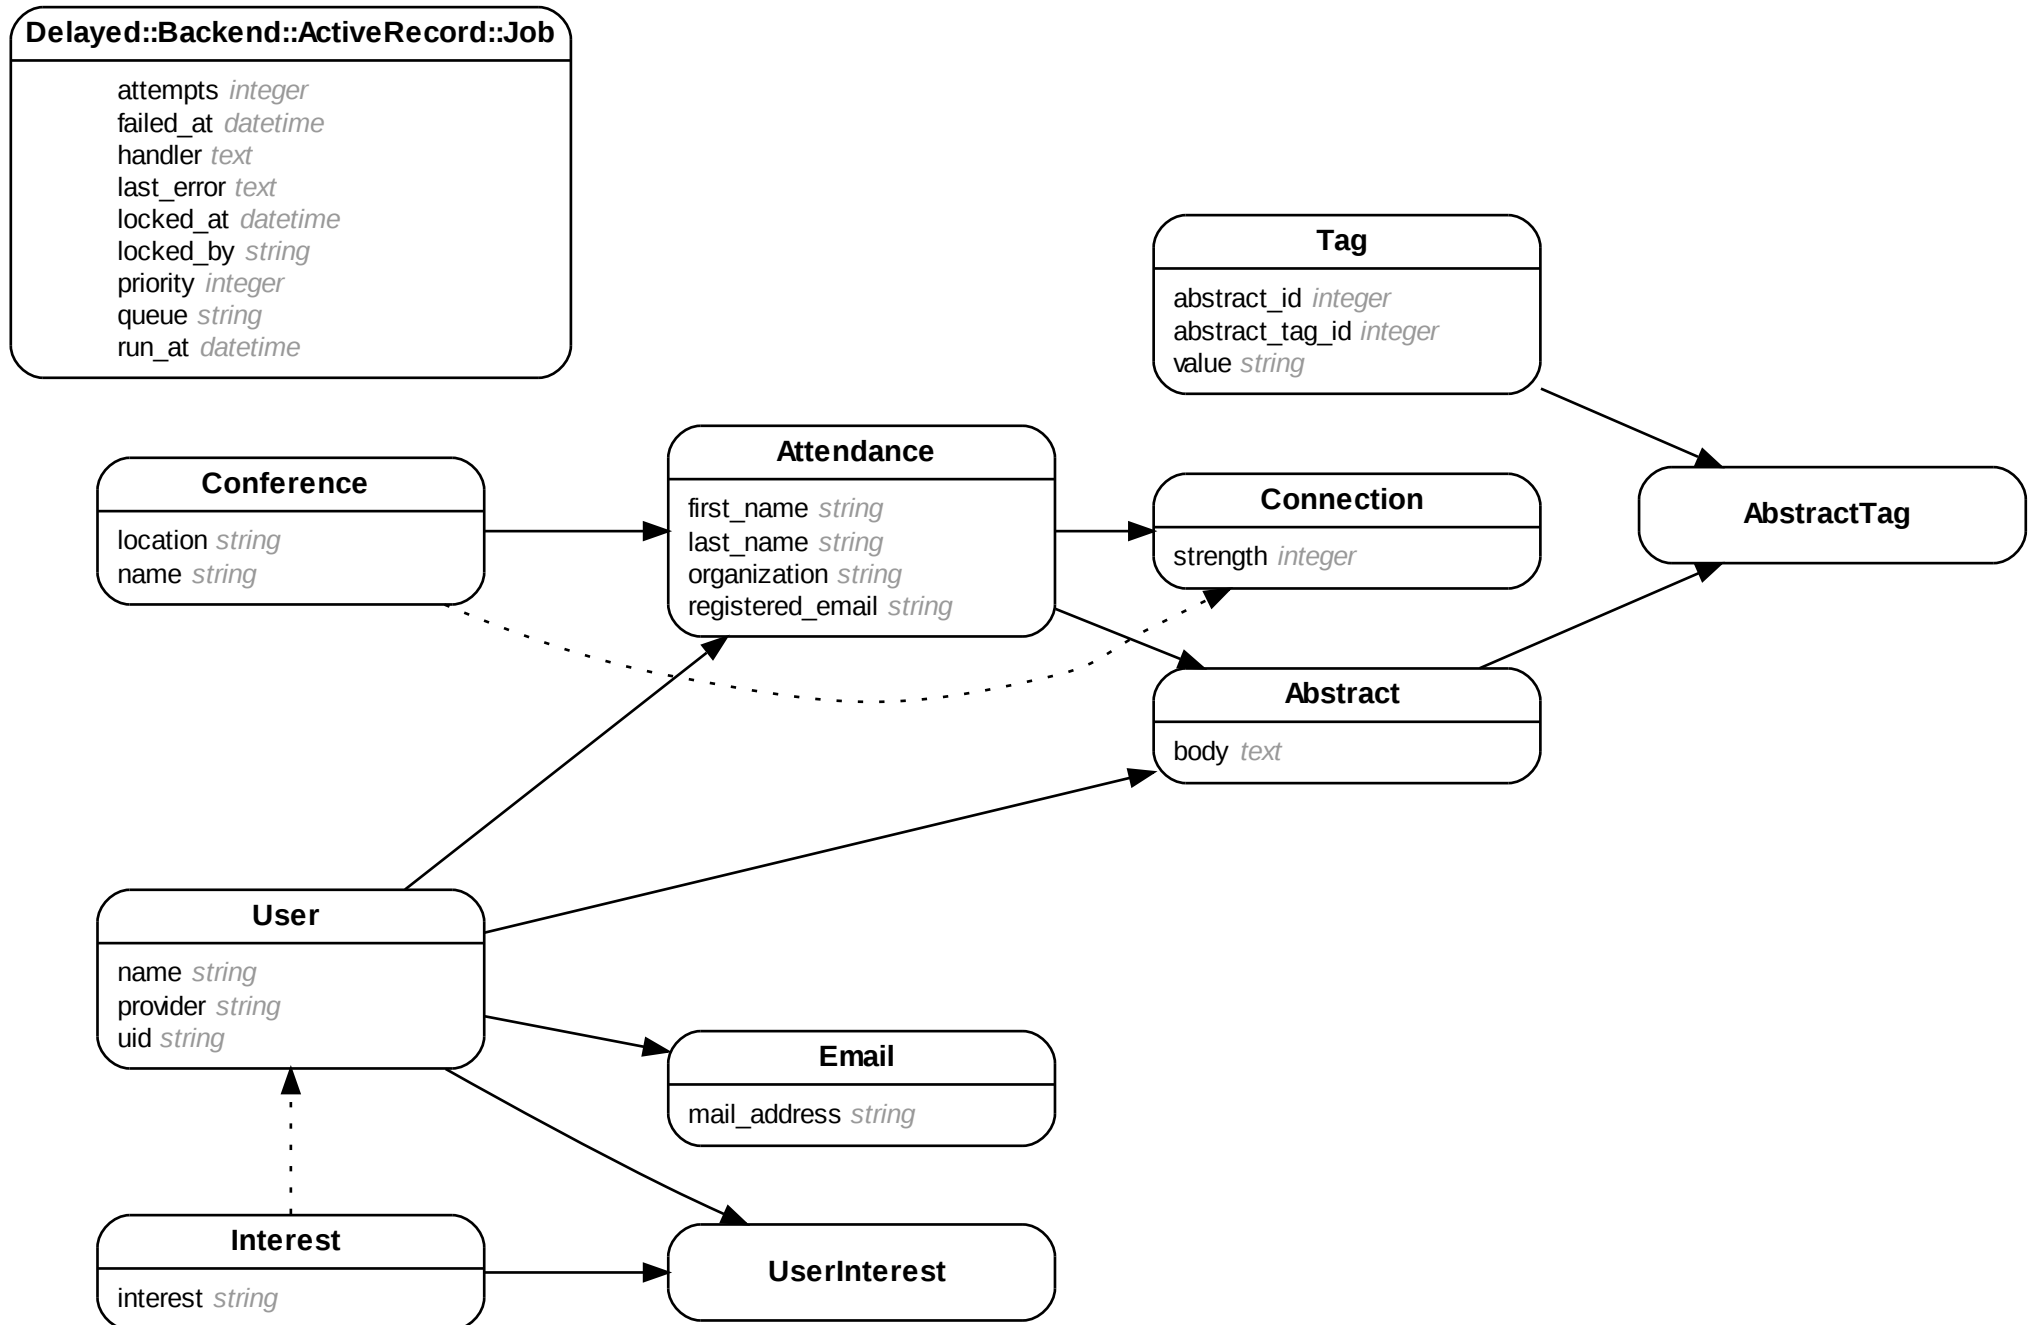 Delayed::Backend::ActiveRecord::Job
attempts integer
failed_at datetime
handler text
last_error text
locked_at datetime
locked_by string
priority integer
queue string
run_at datetime
Tag
abstract_id integer
abstract_tag_id integer
value string
Conference
location string
name string
Attendance
first_name string
last_name string
organization string
registered_email string
Connection
strength integer
AbstractTag
Abstract
body text
User
name string
provider string
uid string
Email
mail_address string
Interest
interest string
UserInterest